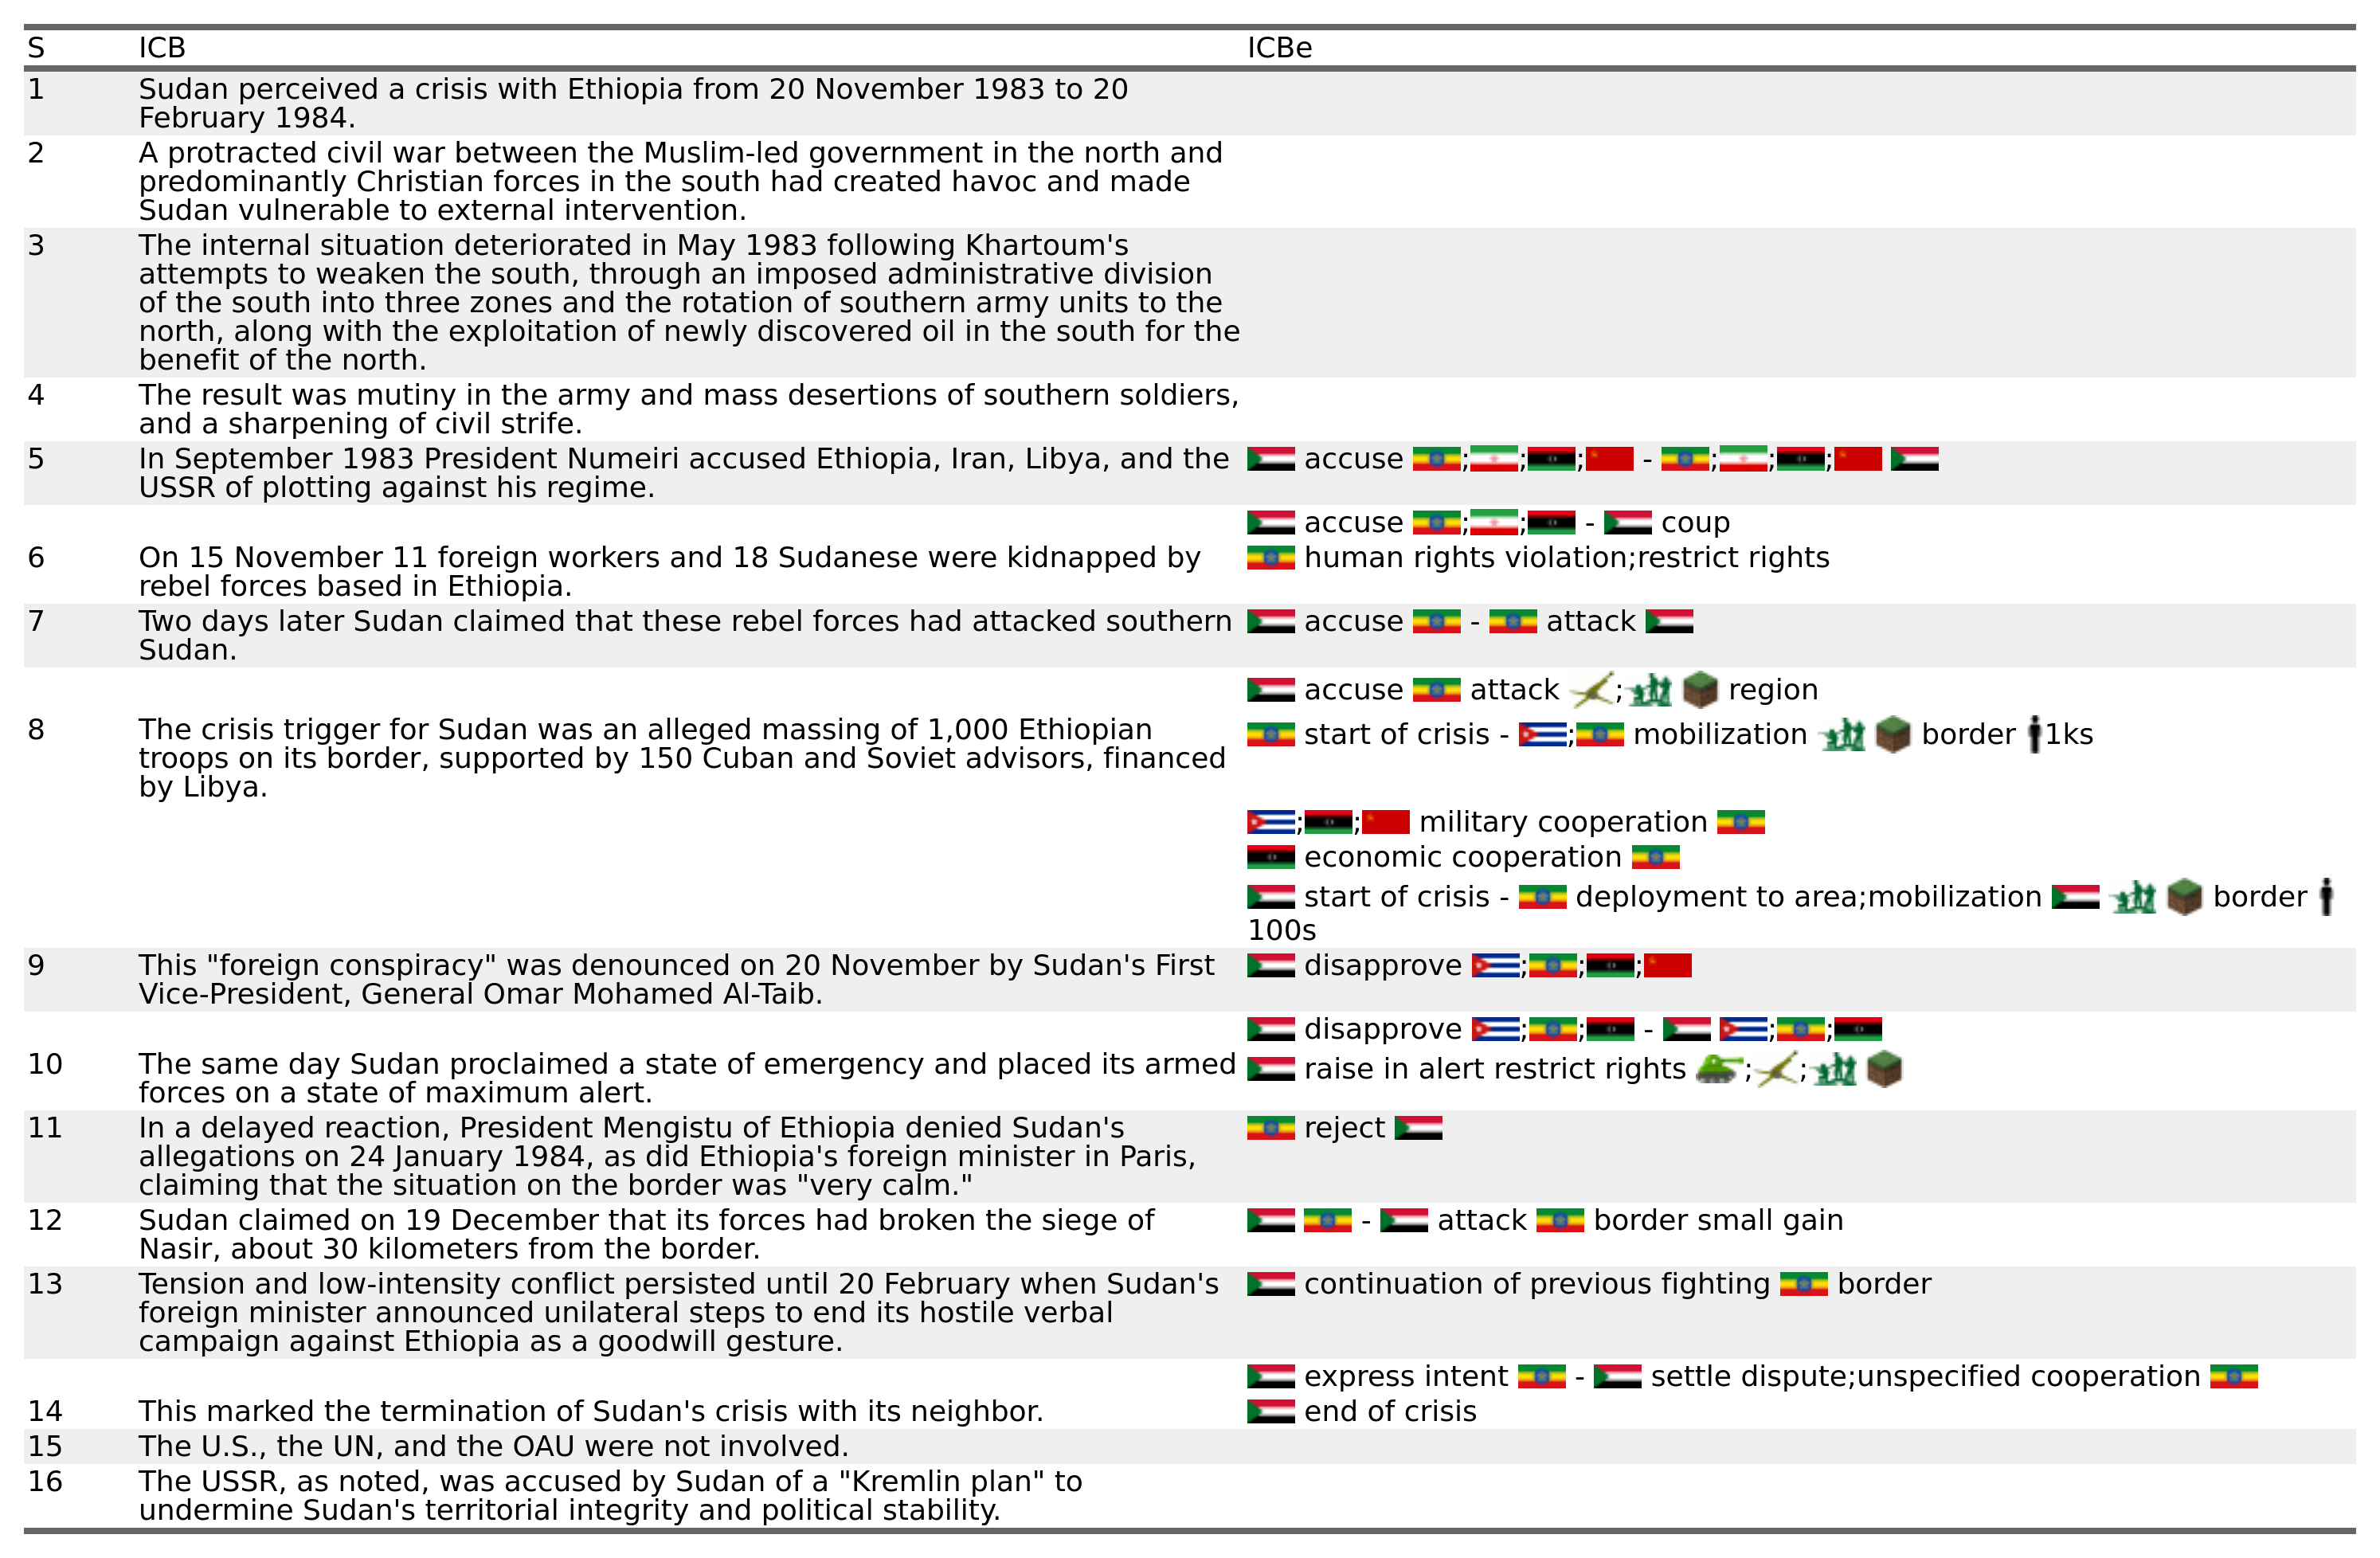 S ICB ICBe
1 Sudan perceived a crisis with Ethiopia from 20 November 1983 to 20
February 1984.
2 A protracted civil war between the Muslim-led government in the north and
predominantly Christian forces in the south had created havoc and made
Sudan vulnerable to external intervention.
3 The internal situation deteriorated in May 1983 following Khartoum's
attempts to weaken the south, through an imposed administrative division
of the south into three zones and the rotation of southern army units to the
north, along with the exploitation of newly discovered oil in the south for the
benefit of the north.
4 The result was mutiny in the army and mass desertions of southern soldiers,
and a sharpening of civil strife.
5 In September 1983 President Numeiri accused Ethiopia, Iran, Libya, and the accuse ; ; ; - ; ; ;
USSR of plotting against his regime.
accuse ; ; - coup
6 On 15 November 11 foreign workers and 18 Sudanese were kidnapped by human rights violation;restrict rights
rebel forces based in Ethiopia.
7 Two days later Sudan claimed that these rebel forces had attacked southern accuse - attack
Sudan.
accuse attack ; region
8 The crisis trigger for Sudan was an alleged massing of 1,000 Ethiopian start of crisis - ; mobilization border 1ks
troops on its border, supported by 150 Cuban and Soviet advisors, financed
by Libya.
; ; military cooperation
economic cooperation
start of crisis - deployment to area;mobilization border
100s
9 This "foreign conspiracy" was denounced on 20 November by Sudan's First disapprove ; ; ;
Vice-President, General Omar Mohamed Al-Taib.
disapprove ; ; - ; ;
10 The same day Sudan proclaimed a state of emergency and placed its armed raise in alert restrict rights ; ;
forces on a state of maximum alert.
11 In a delayed reaction, President Mengistu of Ethiopia denied Sudan's reject
allegations on 24 January 1984, as did Ethiopia's foreign minister in Paris,
claiming that the situation on the border was "very calm."
12 Sudan claimed on 19 December that its forces had broken the siege of - attack border small gain
Nasir, about 30 kilometers from the border.
13 Tension and low-intensity conflict persisted until 20 February when Sudan's continuation of previous fighting border
foreign minister announced unilateral steps to end its hostile verbal
campaign against Ethiopia as a goodwill gesture.
express intent - settle dispute;unspecified cooperation
14 This marked the termination of Sudan's crisis with its neighbor. end of crisis
15 The U.S., the UN, and the OAU were not involved.
16 The USSR, as noted, was accused by Sudan of a "Kremlin plan" to
undermine Sudan's territorial integrity and political stability.